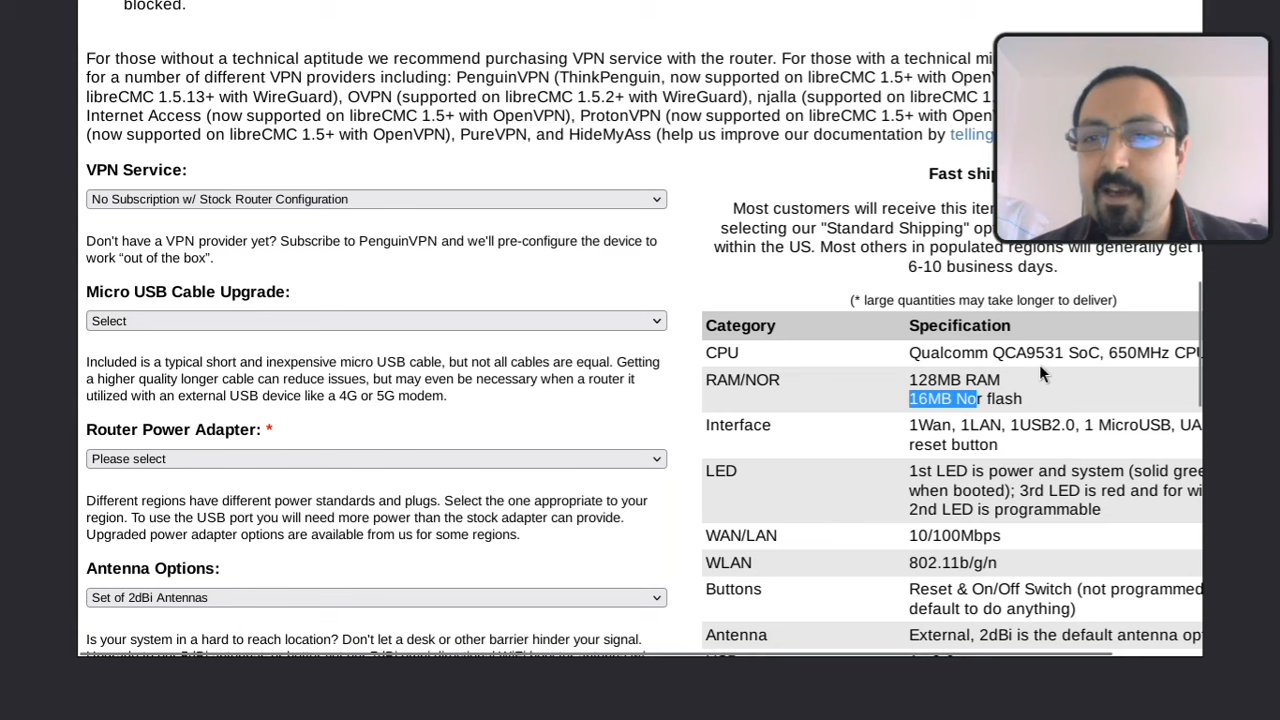 blocked.
For those without a technical aptitude we recommend purchasing VPN service with the router. For those with a technical mi
for a number of different VPN providers including: PenguinVPN (ThinkPenguin, now supported on libreCMC 1.5+ with Open
libreCMC 1.5.13+ with WireGuard), OVPN (supported on libreCMC 1.5.2+ with WireGuard), njalla (supported on libreCMC 1.
Internet Access (now supported on libreCMC 1.5+ with OpenVPN), ProtonVPN (now supported on libreCMC 1.5+ with Open
(now supported on libreCMC 1.5+ with OpenVPN), PureVPN, and HideMyAss (help us improve our documentation by telling
VPN Service:
No Subscription w/ Stock Router Configuration
Don't have a VPN provider yet? Subscribe to PenguinVPN and we'll pre-configure the device to
work “out of the box”.
Micro USB Cable Upgrade:
Select
Included is a typical short and inexpensive micro USB cable, but not all cables are equal. Getting
a higher quality longer cable can reduce issues, but may even be necessary when a router it
utilized with an external USB device like a 4G or 5G modem.
Router Power Adapter: *
Please select
Different regions have different power standards and plugs. Select the one appropriate to your
region. To use the USB port you will need more power than the stock adapter can provide.
Upgraded power adapter options are available from us for some regions.
Antenna Options:
Set of 2dBi Antennas
Is your system in a hard to reach location? Don't let a desk or other barrier hinder your signal.
Fast ship
Most customers will receive this iter
selecting our "Standard Shipping" op
within the US. Most others in populated regions will generally get
6-10 business days.
(* large quantities may take longer to deliver)
Category Specification
CPU Qualcomm QCA9531 SoC, 650MHz CPU
RAM/NOR 128MB RAM
16MB Nor flash
Interface 1Wan, 1LAN, 1USB2.0, 1 MicroUSB, UA
reset button
LED 1st LED is power and system (solid gree
when booted); 3rd LED is red and for wi
2nd LED is programmable
WAN/LAN 10/100Mbps
WLAN 802.11b/g/n
Buttons Reset & On/Off Switch (not programmed
default to do anything)
Antenna External, 2dBi is the default antenna op